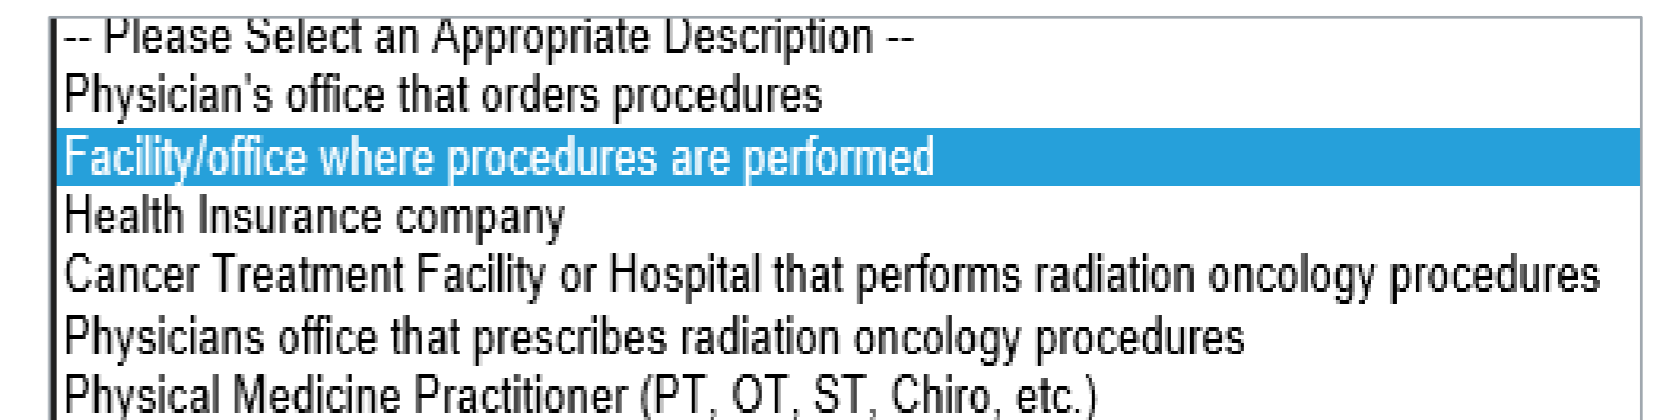 -- Please Select an Appropriate Description --
Physician's office that orders procedures
Facility/office where procedures are performed
Health Insurance company
Cancer Treatment Facility or Hospital that performs radiation oncology procedures
Physicians office that prescribes radiation oncology procedures
Physical Medicine Practitioner (PT, OT, ST, Chiro, etc.)